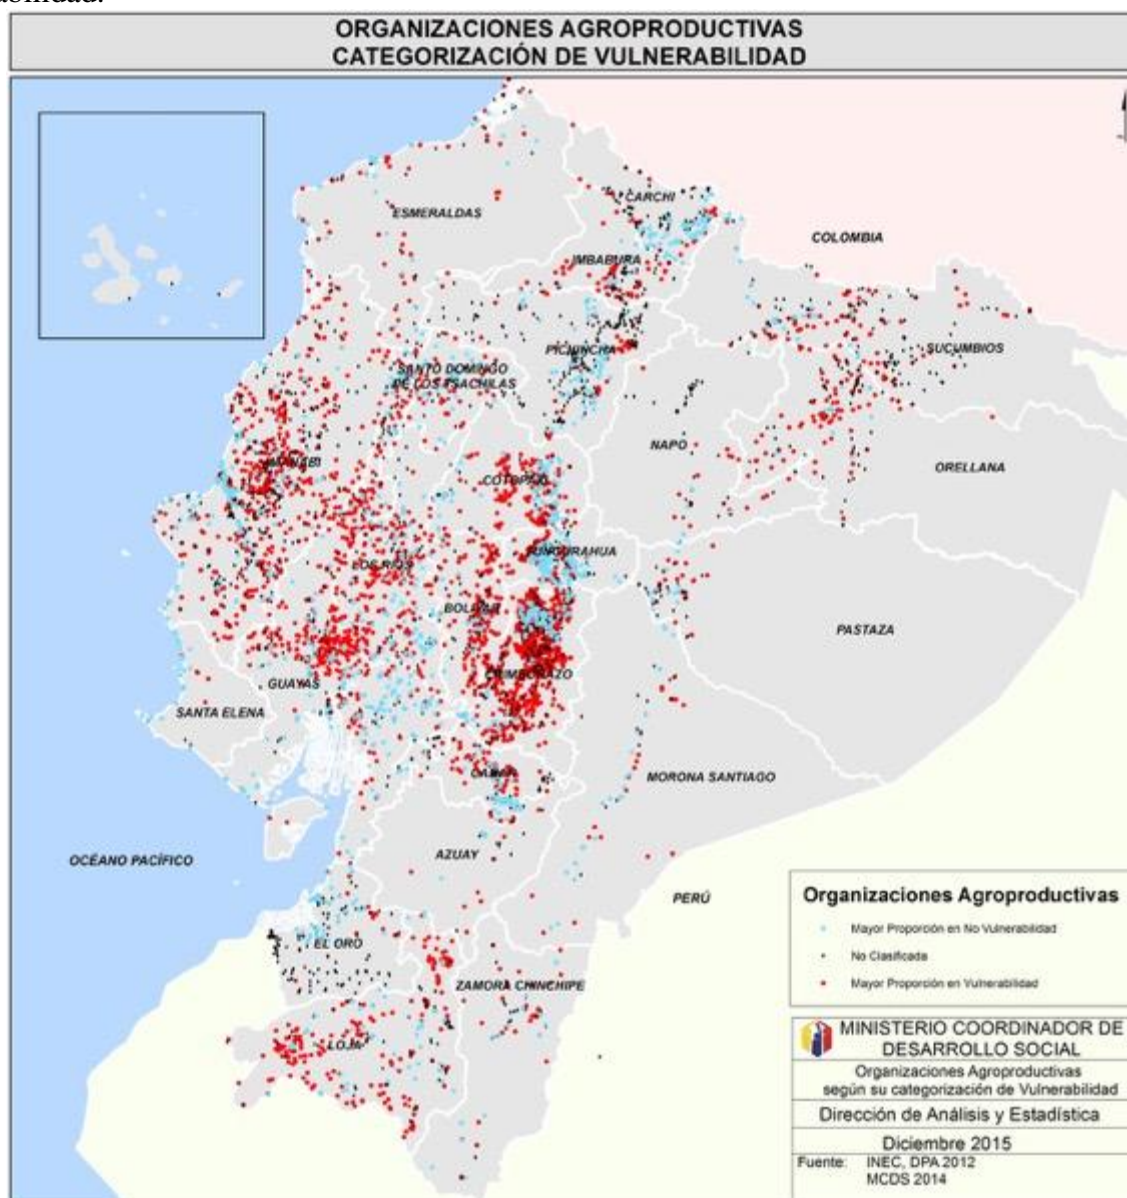 abilidad.
ORGANIZACIONES AGROPRODUCTIVAS
CATEGORIZACIÓN DE VULNERABILIDAD
CARCHI
ESMERALDAS
COLOMBIA
IMBABURA
PICHINCHA
SUCUMBIOS
SANTO DOMINGO
DE LOS TSACHILAS
NAPO
MANABI
ORELLANA
COTOPAXI
TUNGURAHUA
LOS RIOS
BOLIVAR
PASTAZA
CHIMBORAZO
GUAYAS
SANTA ELENA
CAÑAR
MORONA SANTIAGO
AZUAY
OCÉANO PACÍFICO
PERÚ
EL ORO
ZAMORA CHINCHIPE
LOJA
Organizaciones Agroproductivas
Mayor Proporción en No Vulnerabilidad
No Clasificada
Mayor Proporción en Vulnerabilidad
MINISTERIO COORDINADOR DE
DESARROLLO SOCIAL
Organizaciones Agroproductivas
según su categorización de Vulnerabilidad
Dirección de Análisis y Estadística
Diciembre 2015
Fuente: INEC, DPA 2012
MCDS 2014